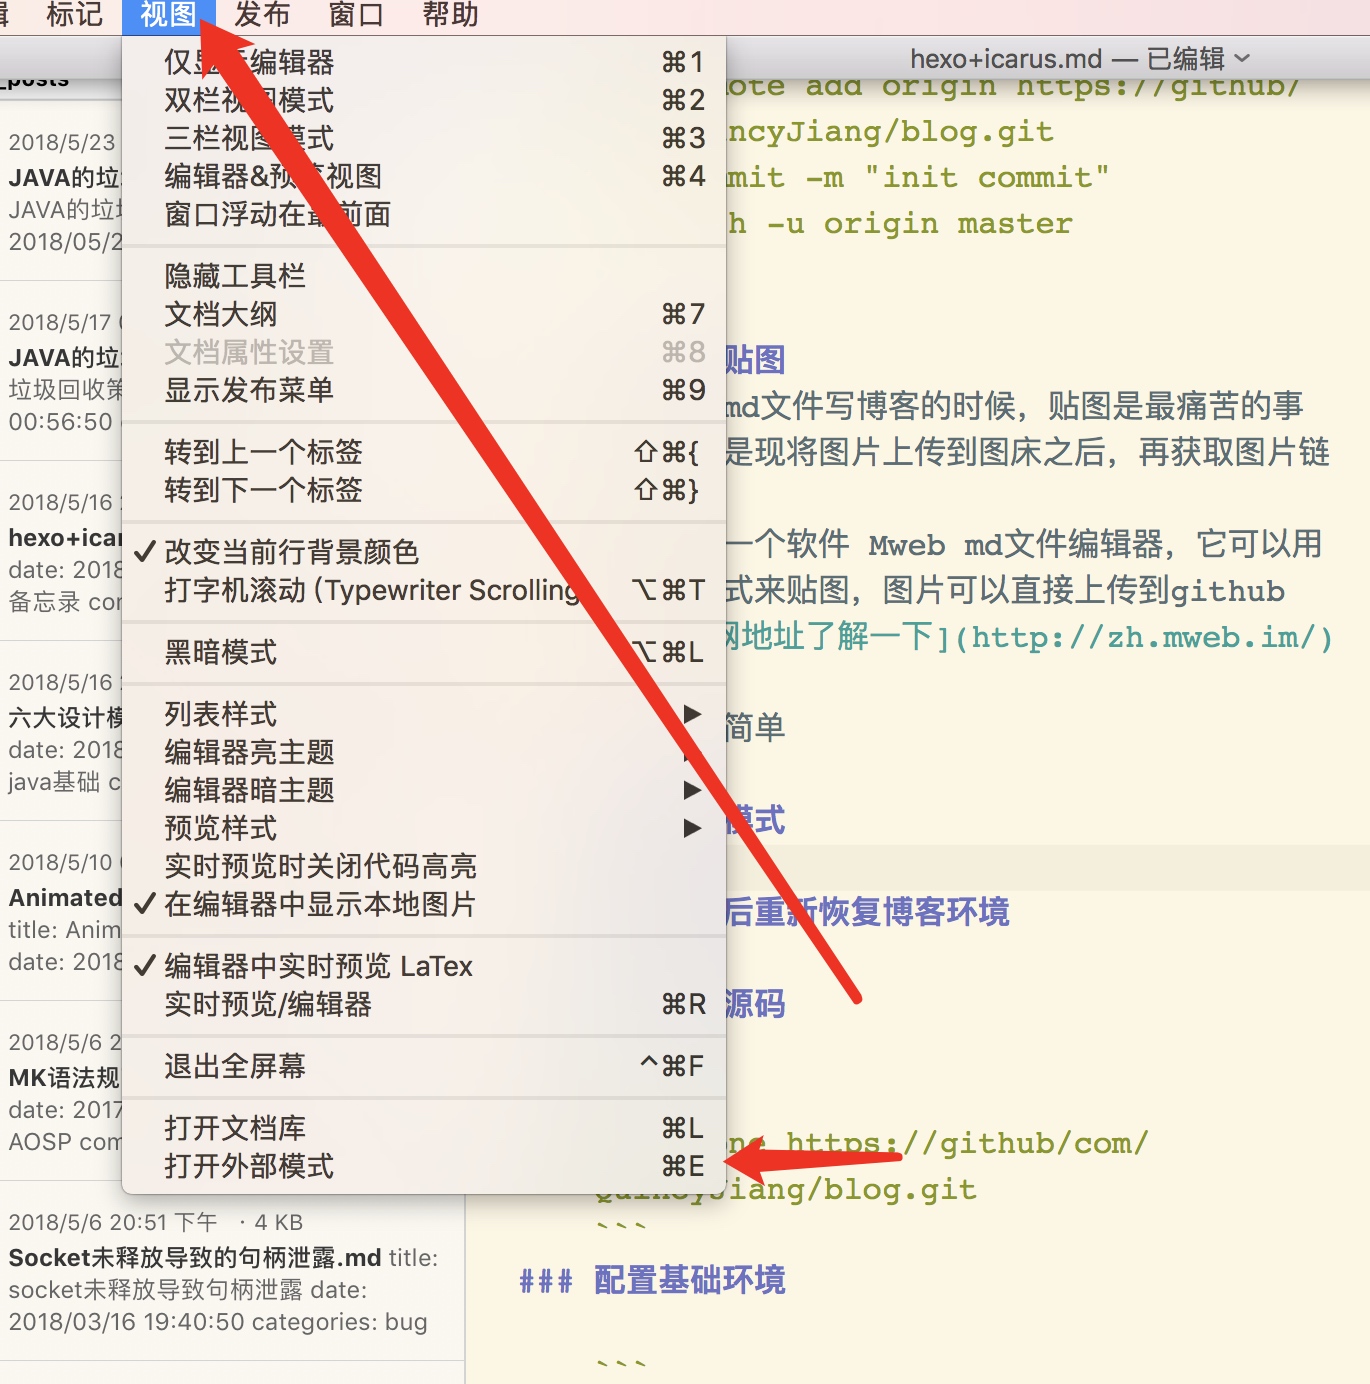 标记 视图 发布 窗口 帮助
hexo+icarus.md — 已编辑
_posts
2018/5/23
JAVA的垃
JAVA的垃
2018/05/2
2018/5/17
JAVA的垃
垃圾回收策
00:56:50
2018/5/16
hexo+icar
date: 2018
备忘录 cor
2018/5/16
六大设计模
date: 2018
java基础 c
2018/5/10
Animated
title: Anim
date: 2018
2018/5/6 2
MK语法规
date: 2017
AOSP com
2018/5/6 20:51 下午 · 4 KB
Socket未释放导致的句柄泄露.md title:
socket未释放导致句柄泄露 date:
2018/03/16 19:40:50 categories: bug
仅显示编辑器 ⌘1
双栏视图模式 ⌘2
三栏视图模式 ⌘3
编辑器&预览视图 ⌘4
窗口浮动在最前面
隐藏工具栏
文档大纲 ⌘7
文档属性设置 ⌘8
显示发布菜单 ⌘9
转到上一个标签 ⇧⌘{
转到下一个标签 ⇧⌘}
✓ 改变当前行背景颜色
打字机滚动 (Typewriter Scrolling ⌥⌘T
黑暗模式 ⌥⌘L
列表样式 ▶
编辑器亮主题 ▶
编辑器暗主题 ▶
预览样式 ▶
实时预览时关闭代码高亮
✓ 在编辑器中显示本地图片
✓ 编辑器中实时预览 LaTex
实时预览/编辑器 ⌘R
退出全屏幕 ^⌘F
打开文档库 ⌘L
打开外部模式 ⌘E
ote add origin https://github/
ncyJiang/blog.git
mit -m "init commit"
h -u origin master
贴图
md文件写博客的时候，贴图是最痛苦的事
是现将图片上传到图床之后，再获取图片链
一个软件 Mweb md文件编辑器，它可以用
式来贴图，图片可以直接上传到github
网地址了解一下](http://zh.mweb.im/)
简单
模式
后重新恢复博客环境
源码
one https://github/com/
QuincyJiang/blog.git
```
### 配置基础环境
```